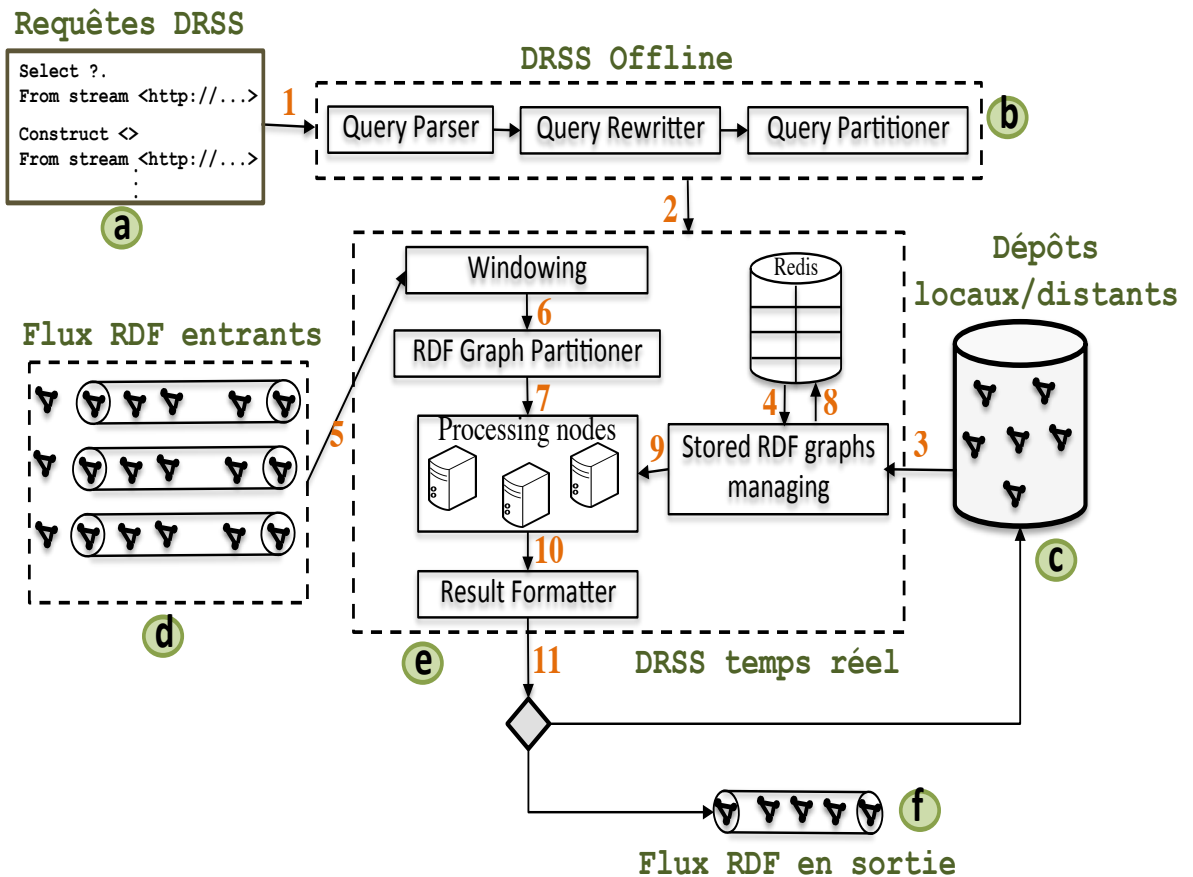 Requêtes DRSS
Select ?.
From stream <http://...>
Construct <>
From stream <http://...>
.
.
.
a
1
DRSS Offline
Query Parser
Query Rewritter
Query Partitioner
b
2
Windowing
Redis
Dépôts
locaux/distants
6
Flux RDF entrants
RDF Graph Partitioner
7
4
8
5
Processing nodes
9
Stored RDF graphs
managing
3
10
c
Result Formatter
d
e
11
DRSS temps réel
f
Flux RDF en sortie